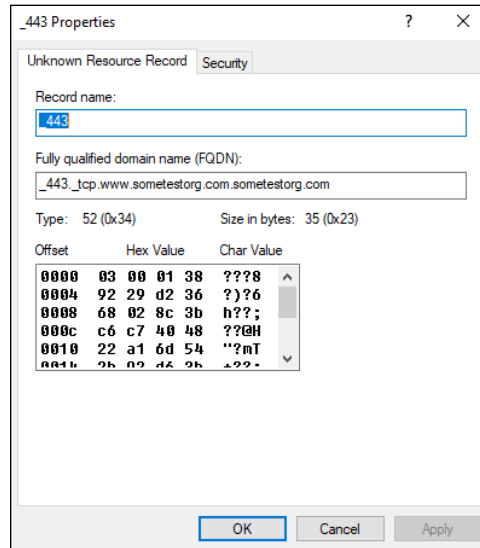 _443 Properties
Unknown Resource Record Security
Record name:
_443
Fully qualified domain name (FQDN):
_443._tcp.www.sometestorg.com.sometestorg.com
Type: 52 (0x34) Size in bytes: 35 (0x23)
Offset Hex Value Char Value
0000 03 00 01 38 ???8
0004 92 29 d2 36 ?)?6
0008 68 02 8c 3b h??;
000c c6 c7 40 48 ??@H
0010 22 a1 6d 54 "?mT
OK Cancel Apply